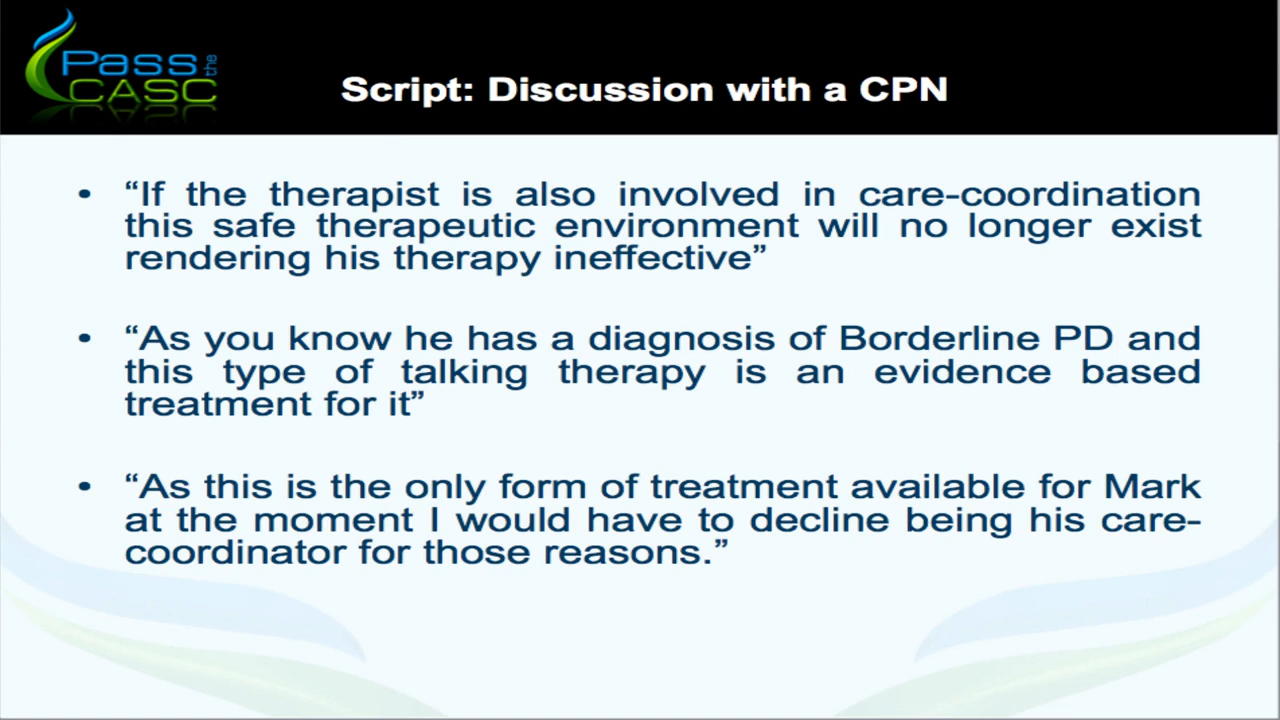 Pass the
CASC
Script: Discussion with a CPN
• “If the therapist is also involved in care-coordination
this safe therapeutic environment will no longer exist
rendering his therapy ineffective”
• “As you know he has a diagnosis of Borderline PD and
this type of talking therapy is an evidence based
treatment for it”
• “As this is the only form of treatment available for Mark
at the moment I would have to decline being his care-
coordinator for those reasons.”